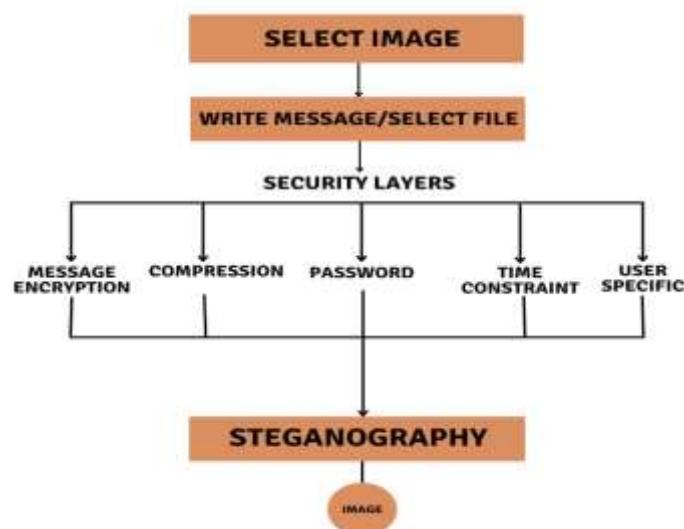 SELECT IMAGE
WRITE MESSAGE/SELECT FILE
SECURITY LAYERS
MESSAGE
ENCRYPTION
COMPRESSION
PASSWORD
TIME
CONSTRAINT
USER
SPECIFIC
STEGANOGRAPHY
IMAGE